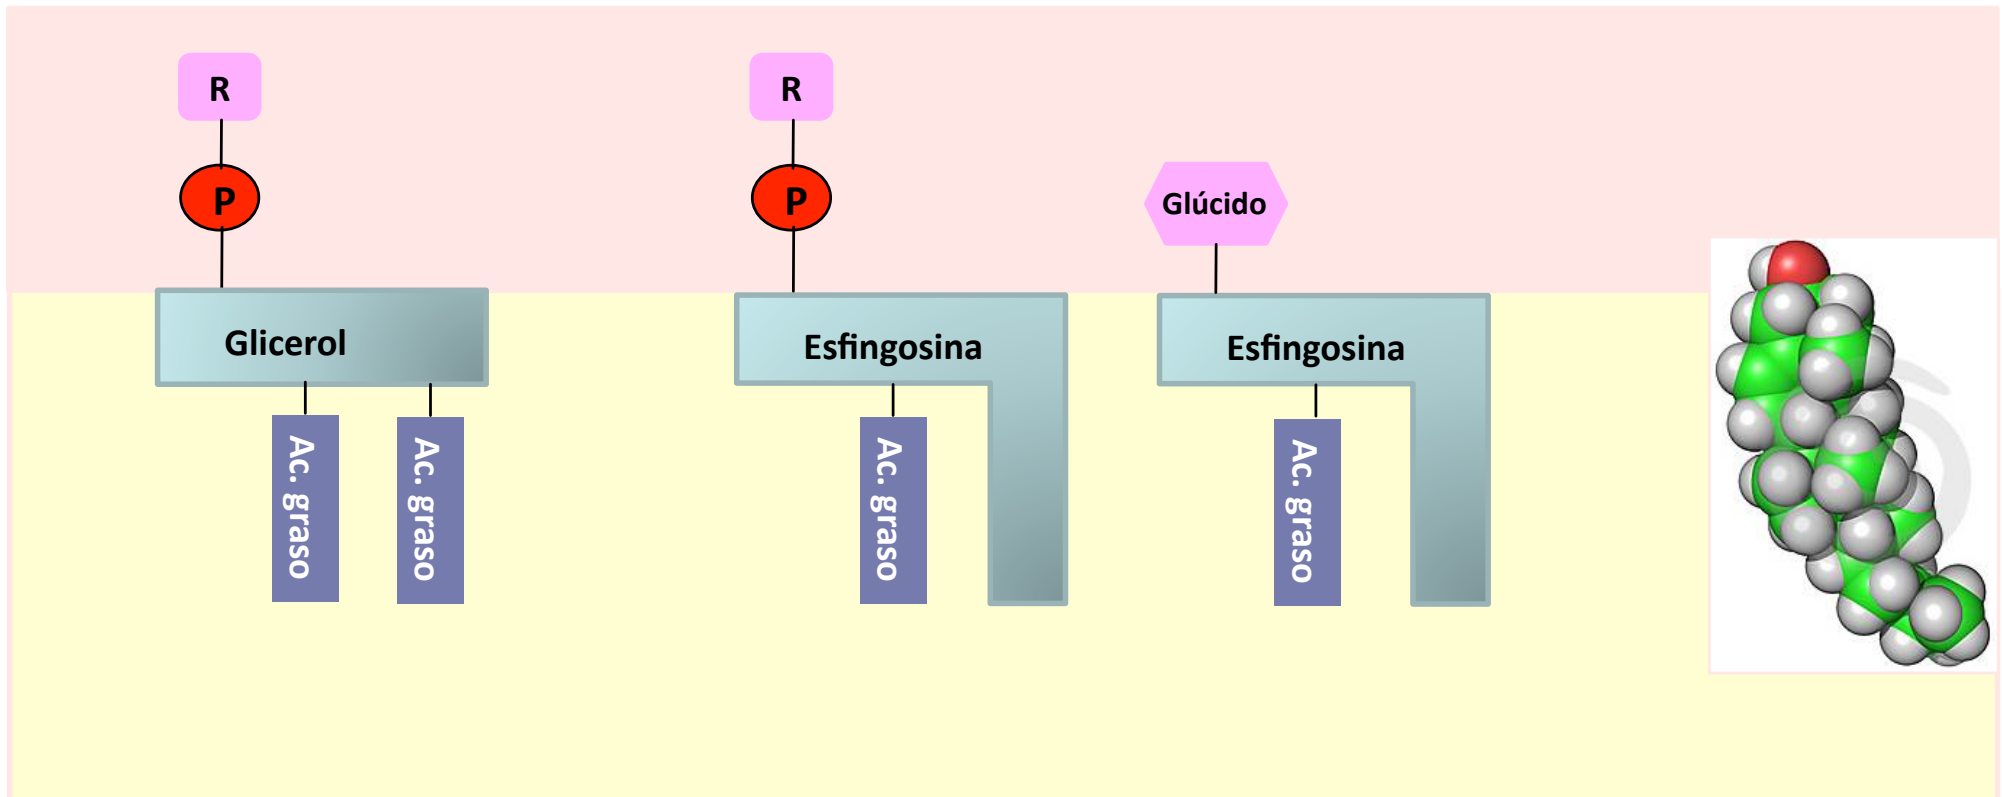 R
P
Glicerol
Ac. graso
Ac. graso
R
P
Esfingosina
Ac. graso
Glúcido
Esfingosina
Ac. graso